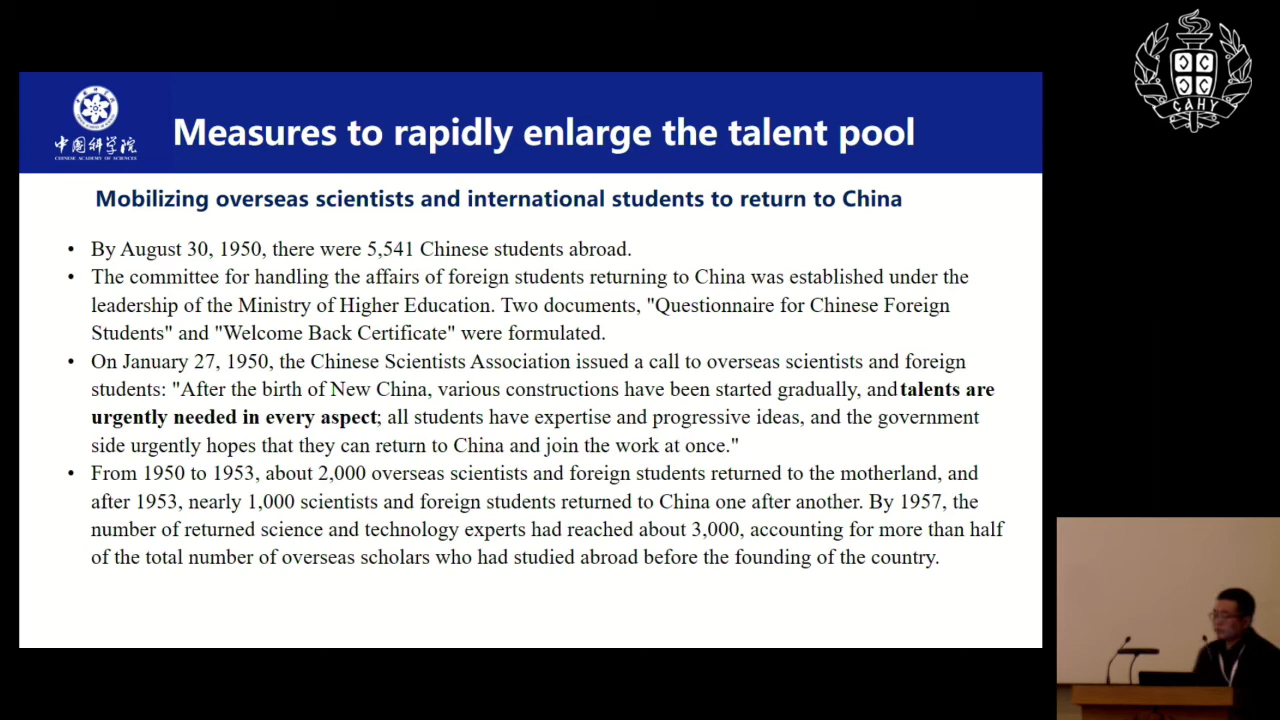 中国科学院
CHINESE ACADEMY OF SCIENCES
Measures to rapidly enlarge the talent pool
САНУ
Mobilizing overseas scientists and international students to return to China
• By August 30, 1950, there were 5,541 Chinese students abroad.
• The committee for handling the affairs of foreign students returning to China was established under the
leadership of the Ministry of Higher Education. Two documents, "Questionnaire for Chinese Foreign
Students" and "Welcome Back Certificate" were formulated.
• On January 27, 1950, the Chinese Scientists Association issued a call to overseas scientists and foreign
students: "After the birth of New China, various constructions have been started gradually, and talents are
urgently needed in every aspect; all students have expertise and progressive ideas, and the government
side urgently hopes that they can return to China and join the work at once."
• From 1950 to 1953, about 2,000 overseas scientists and foreign students returned to the motherland, and
after 1953, nearly 1,000 scientists and foreign students returned to China one after another. By 1957, the
number of returned science and technology experts had reached about 3,000, accounting for more than half
of the total number of overseas scholars who had studied abroad before the founding of the country.